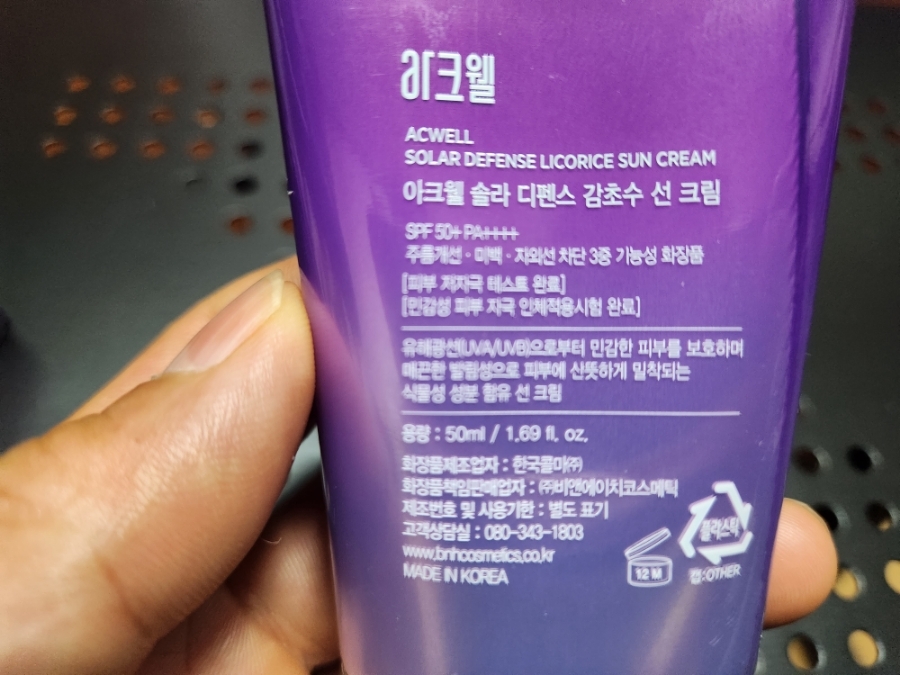 아크웰
ACWELL
SOLAR DEFENSE LICORICE SUN CREAM
아크웰 솔라 디펜스 감초수 선 크림
SPF 50+ PA++++
주름개선 · 미백 · 자외선 차단 3중 기능성 화장품
[피부 저자극 테스트 완료]
[민감성 피부 자극 인체적용시험 완료]
유해광선(UVA/UVB)으로부터 민감한 피부를 보호하며
매끈한 발림성으로 피부에 산뜻하게 밀착되는
식물성 성분 함유 선 크림
용량 : 50ml / 1.69 fl. oz.
화장품제조업자 : 한국콜마㈜
화장품책임판매업자 : ㈜비앤에이치코스메틱
제조번호 및 사용기한 : 별도 표기
고객상담실 : 080-343-1803
www.bnhcosmetics.co.kr
MADE IN KOREA
12 M
플라스틱
캡:OTHER